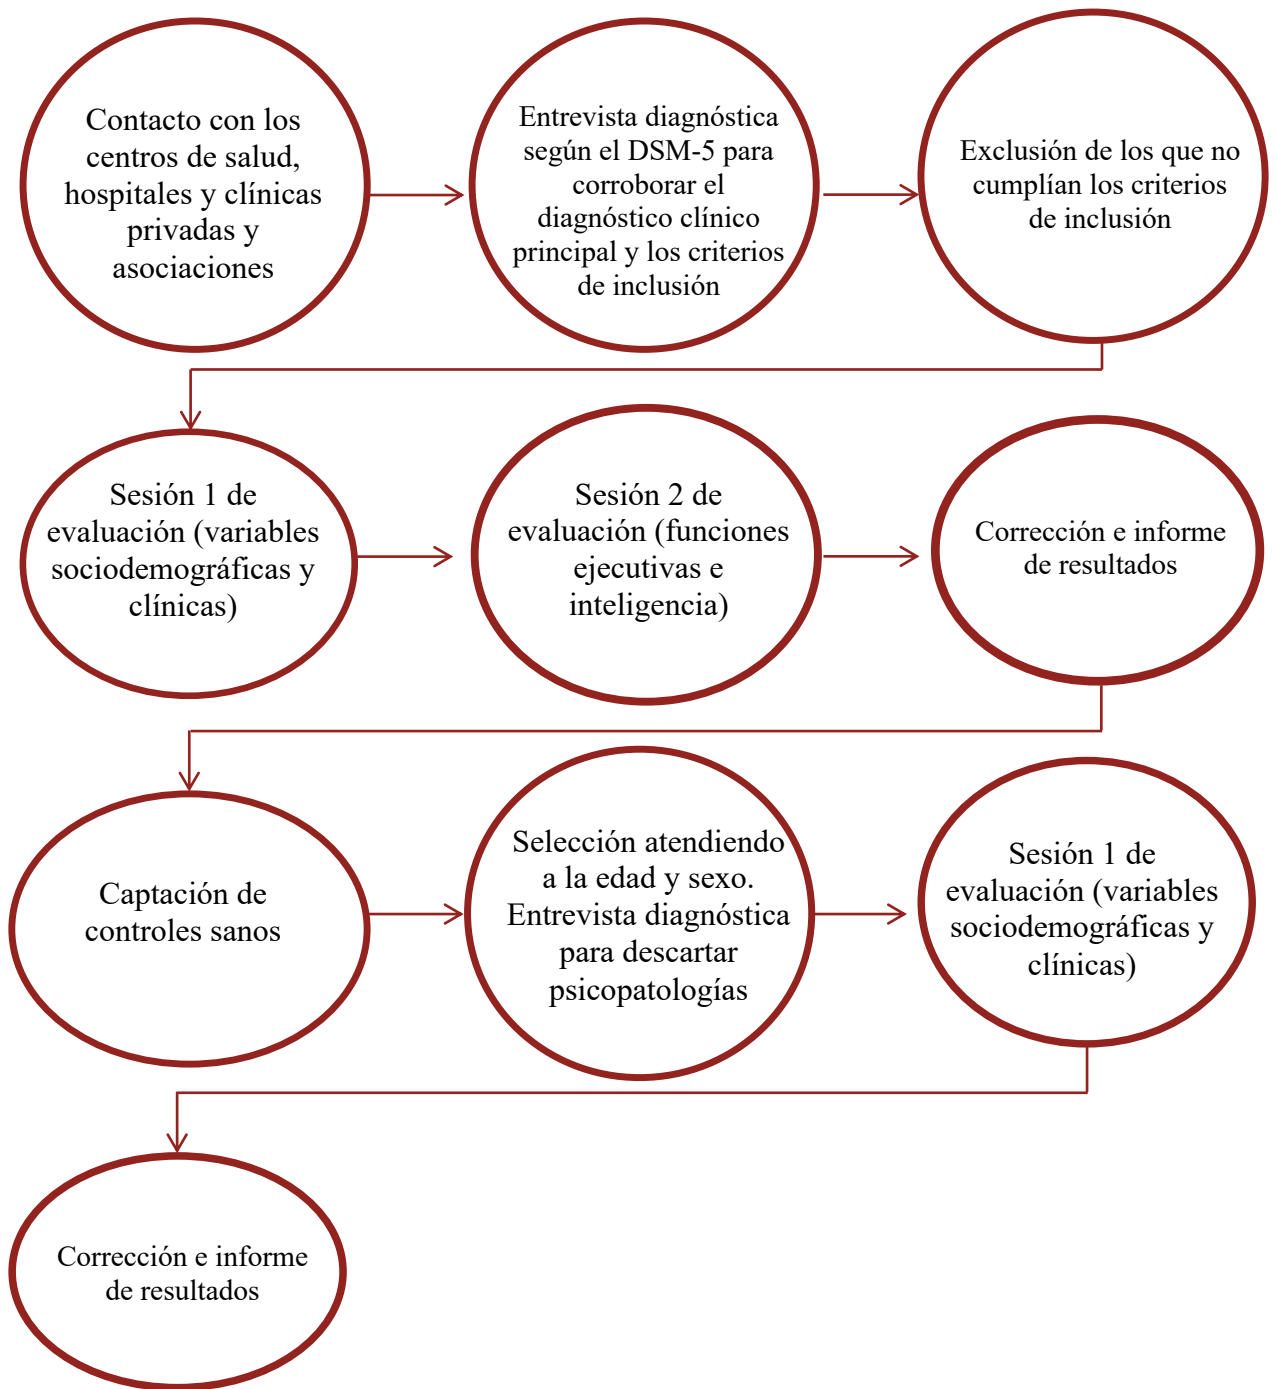 Contacto con los
centros de salud,
hospitales y clínicas
privadas y
asociaciones
Entrevista diagnóstica
según el DSM-5 para
corroborar el
diagnóstico clínico
principal y los criterios
de inclusión
Exclusión de los que no
cumplían los criterios
de inclusión
Sesión 1 de
evaluación (variables
sociodemográficas y
clínicas)
Sesión 2 de
evaluación (funciones
ejecutivas e
inteligencia)
Corrección e informe
de resultados
Captación de
controles sanos
Selección atendiendo
a la edad y sexo.
Entrevista diagnóstica
para descartar
psicopatologías
Sesión 1 de
evaluación (variables
sociodemográficas y
clínicas)
Corrección e informe
de resultados